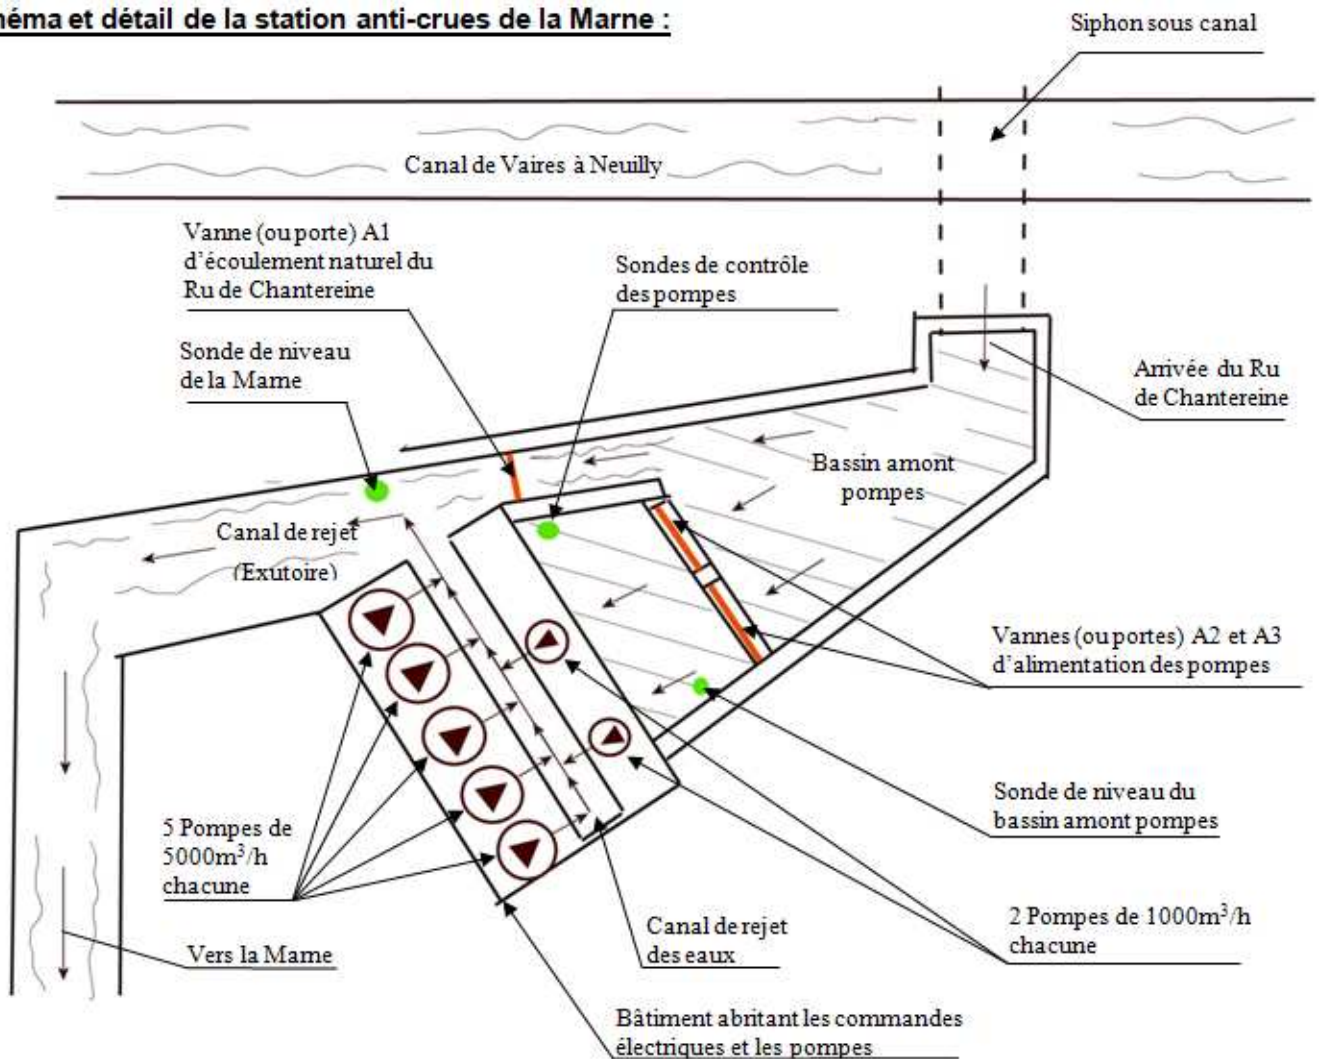 néma et détail de la station anti-crues de la Marne :
Siphon sous canal
Canal de Vaires à Neuilly
Vanne (ou porte) A1
d'écoulement naturel du
Ru de Chantereine
Sondes de contrôle
des pompes
Sonde de niveau
de la Marne
Arrivée du Ru
de Chantereine
Bassin amont
pompes
Canal de rejet
(Exutoire)
Vannes (ou portes) A2 et A3
d'alimentation des pompes
Sonde de niveau du
bassin amont pompes
5 Pompes de
5000m³/h
chacune
2 Pompes de 1000m³/h
chacune
Canal de rejet
des eaux
Vers la Marne
Bâtiment abritant les commandes
électriques et les pompes